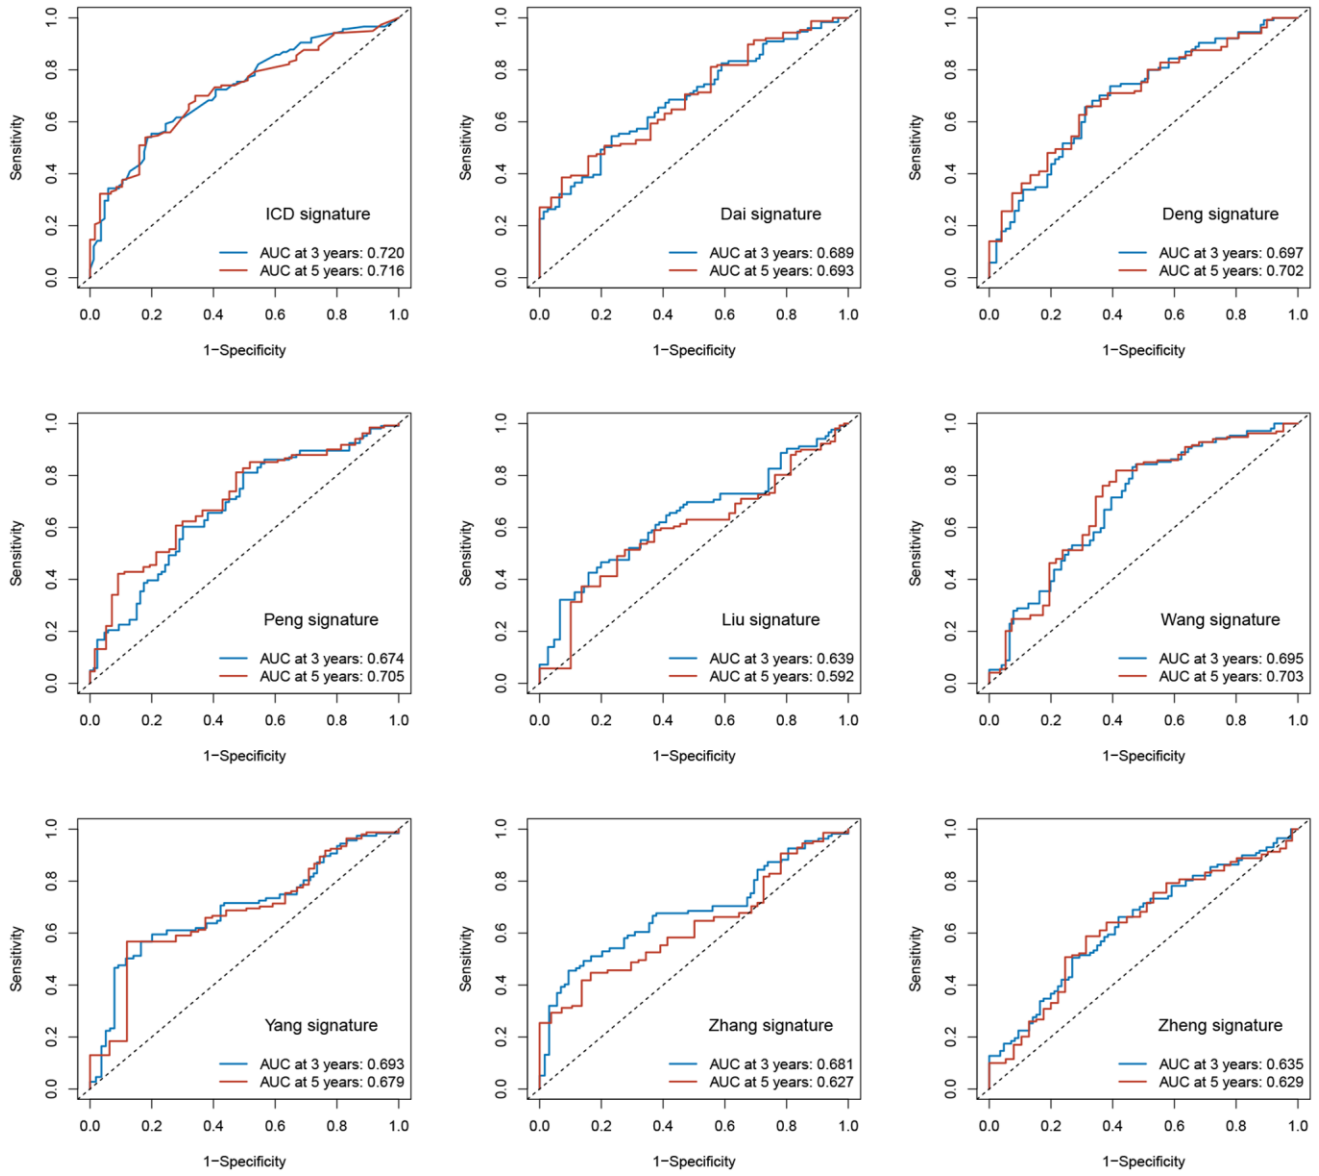 1.0
0.8
0.6
0.4
0.2
0.0
Sensitivity
ICD signature
AUC at 3 years: 0.720
AUC at 5 years: 0.716
0.0 0.2 0.4 0.6 0.8 1.0
1−Specificity
1.0
0.8
0.6
0.4
0.2
0.0
Sensitivity
Dai signature
AUC at 3 years: 0.689
AUC at 5 years: 0.693
0.0 0.2 0.4 0.6 0.8 1.0
1−Specificity
1.0
0.8
0.6
0.4
0.2
0.0
Sensitivity
Deng signature
AUC at 3 years: 0.697
AUC at 5 years: 0.702
0.0 0.2 0.4 0.6 0.8 1.0
1−Specificity
1.0
0.8
0.6
0.4
0.2
0.0
Sensitivity
Peng signature
AUC at 3 years: 0.674
AUC at 5 years: 0.705
0.0 0.2 0.4 0.6 0.8 1.0
1−Specificity
1.0
0.8
0.6
0.4
0.2
0.0
Sensitivity
Liu signature
AUC at 3 years: 0.639
AUC at 5 years: 0.592
0.0 0.2 0.4 0.6 0.8 1.0
1−Specificity
1.0
0.8
0.6
0.4
0.2
0.0
Sensitivity
Wang signature
AUC at 3 years: 0.695
AUC at 5 years: 0.703
0.0 0.2 0.4 0.6 0.8 1.0
1−Specificity
1.0
0.8
0.6
0.4
0.2
0.0
Sensitivity
Yang signature
AUC at 3 years: 0.693
AUC at 5 years: 0.679
0.0 0.2 0.4 0.6 0.8 1.0
1−Specificity
1.0
0.8
0.6
0.4
0.2
0.0
Sensitivity
Zhang signature
AUC at 3 years: 0.681
AUC at 5 years: 0.627
0.0 0.2 0.4 0.6 0.8 1.0
1−Specificity
1.0
0.8
0.6
0.4
0.2
0.0
Sensitivity
Zheng signature
AUC at 3 years: 0.635
AUC at 5 years: 0.629
0.0 0.2 0.4 0.6 0.8 1.0
1−Specificity